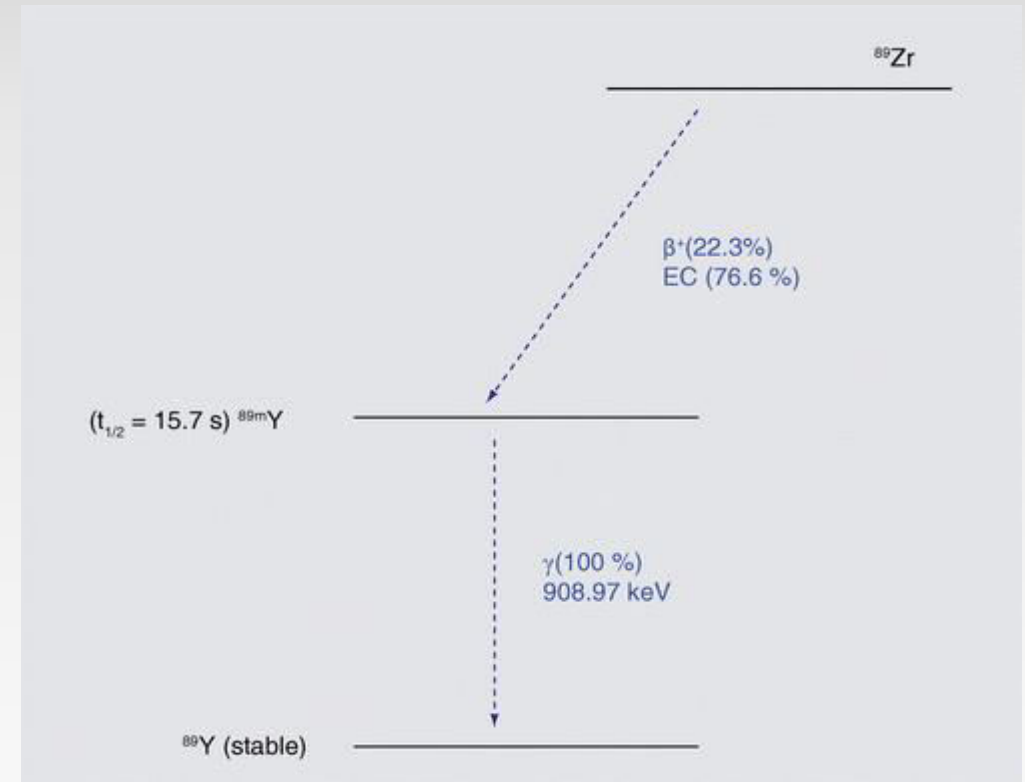 ⁸⁹Zr
β⁺(22.3%)
EC (76.6 %)
(t₁/₂ = 15.7 s) ⁸⁹ᵐY
γ(100 %)
908.97 keV
⁸⁹Y (stable)